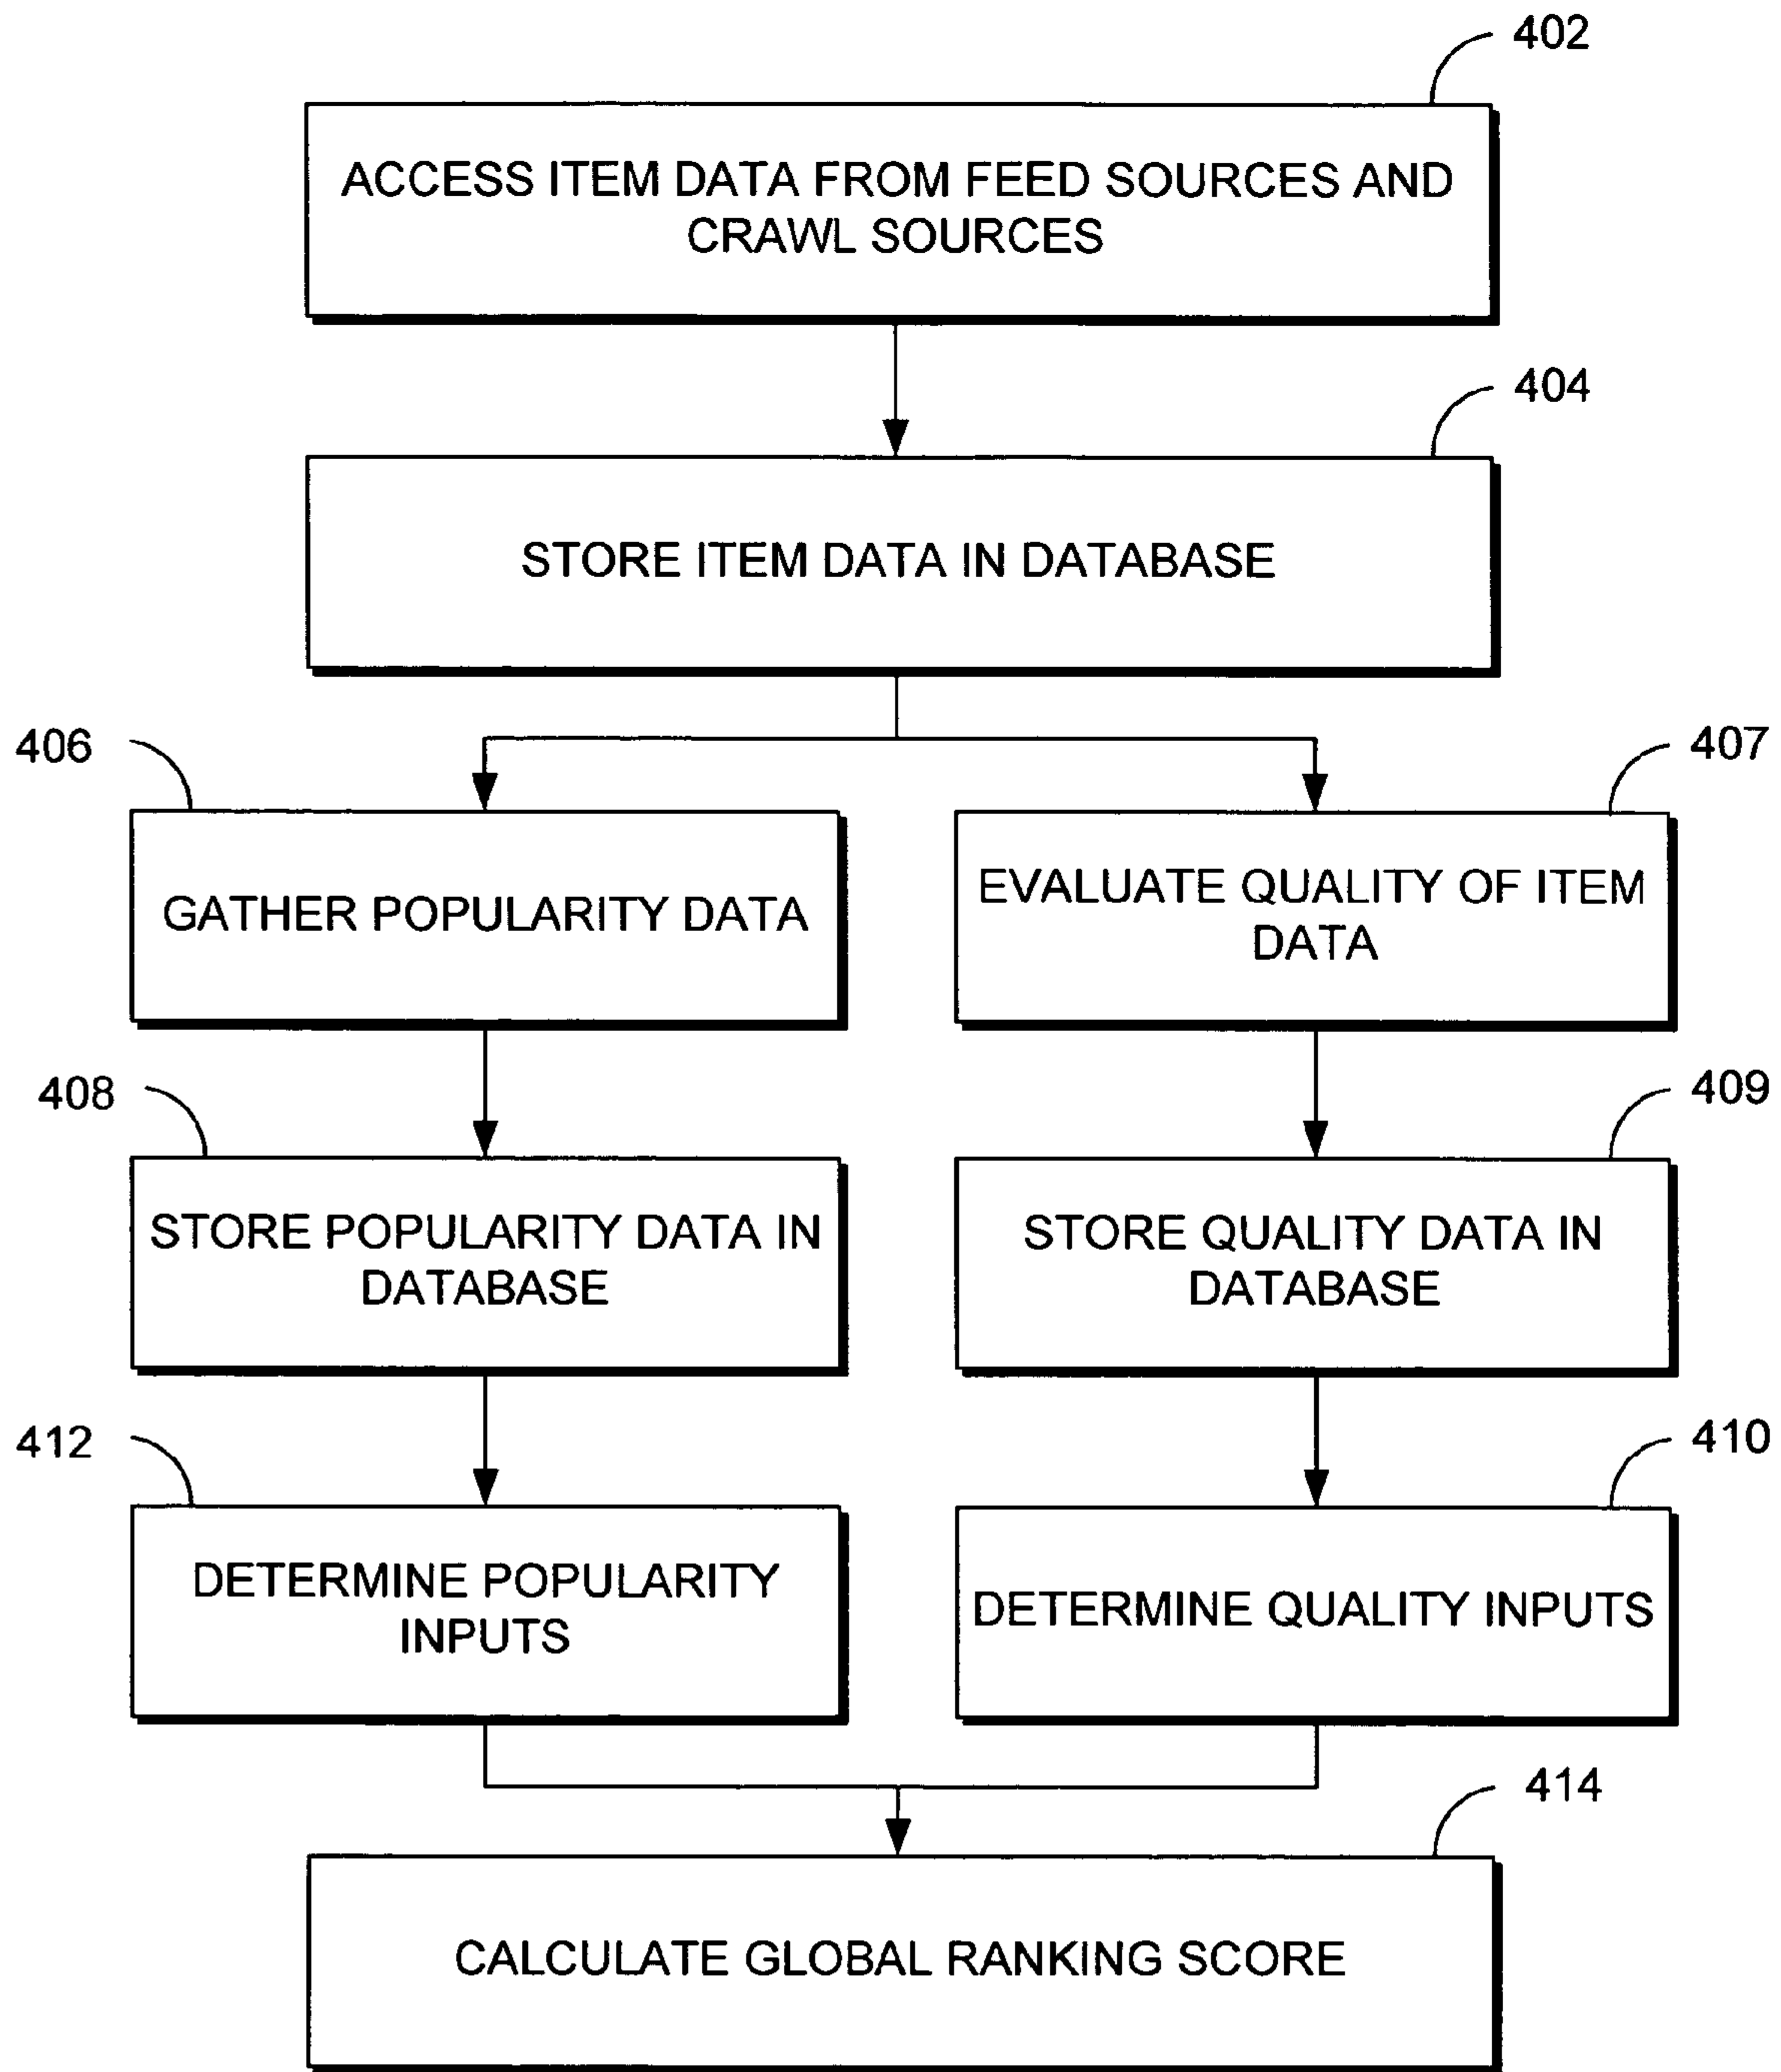 402
ACCESS ITEM DATA FROM FEED SOURCES AND
CRAWL SOURCES
404
STORE ITEM DATA IN DATABASE
406
407
GATHER POPULARITY DATA
EVALUATE QUALITY OF ITEM
DATA
408
409
STORE POPULARITY DATA IN
DATABASE
STORE QUALITY DATA IN
DATABASE
412
410
DETERMINE POPULARITY
INPUTS
DETERMINE QUALITY INPUTS
414
CALCULATE GLOBAL RANKING SCORE